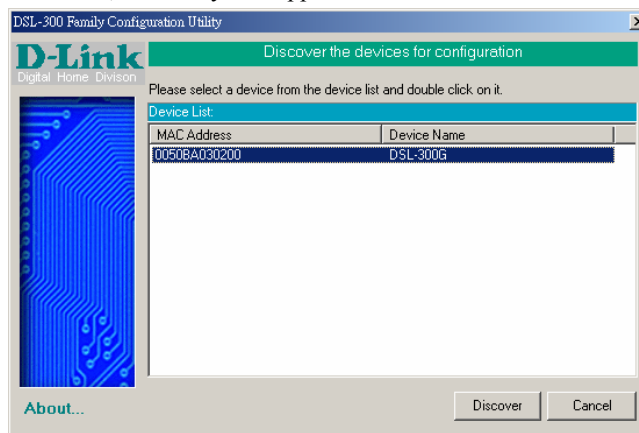 DSL-300 Family Configuration Utility
D-Link
Digital Home Divison
Discover the devices for configuration
Please select a device from the device list and double click on it.
Device List:
MAC Address Device Name
0050BA030200 DSL-300G
About...
Discover Cancel